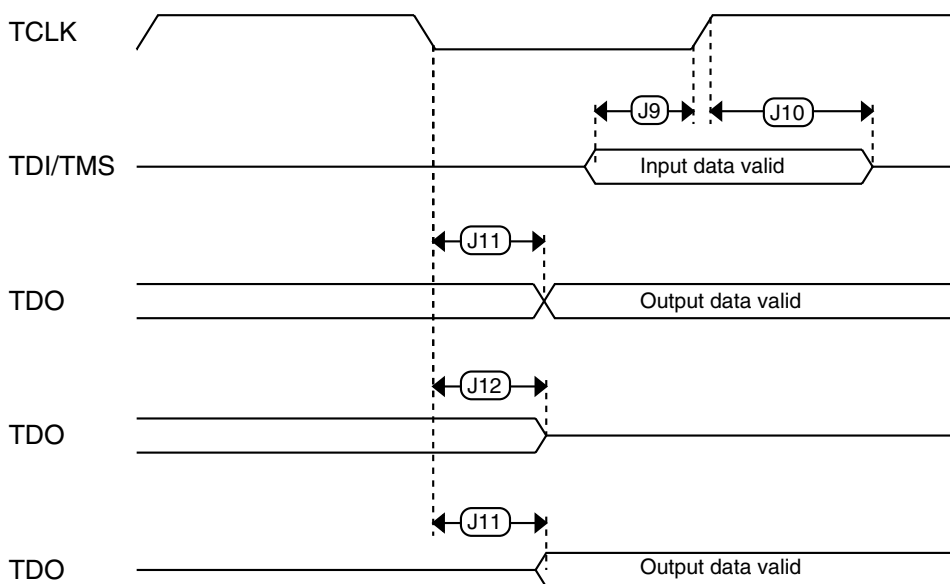 TCLK
J9
J10
TDI/TMS
Input data valid
J11
TDO
Output data valid
J12
TDO
J11
TDO
Output data valid